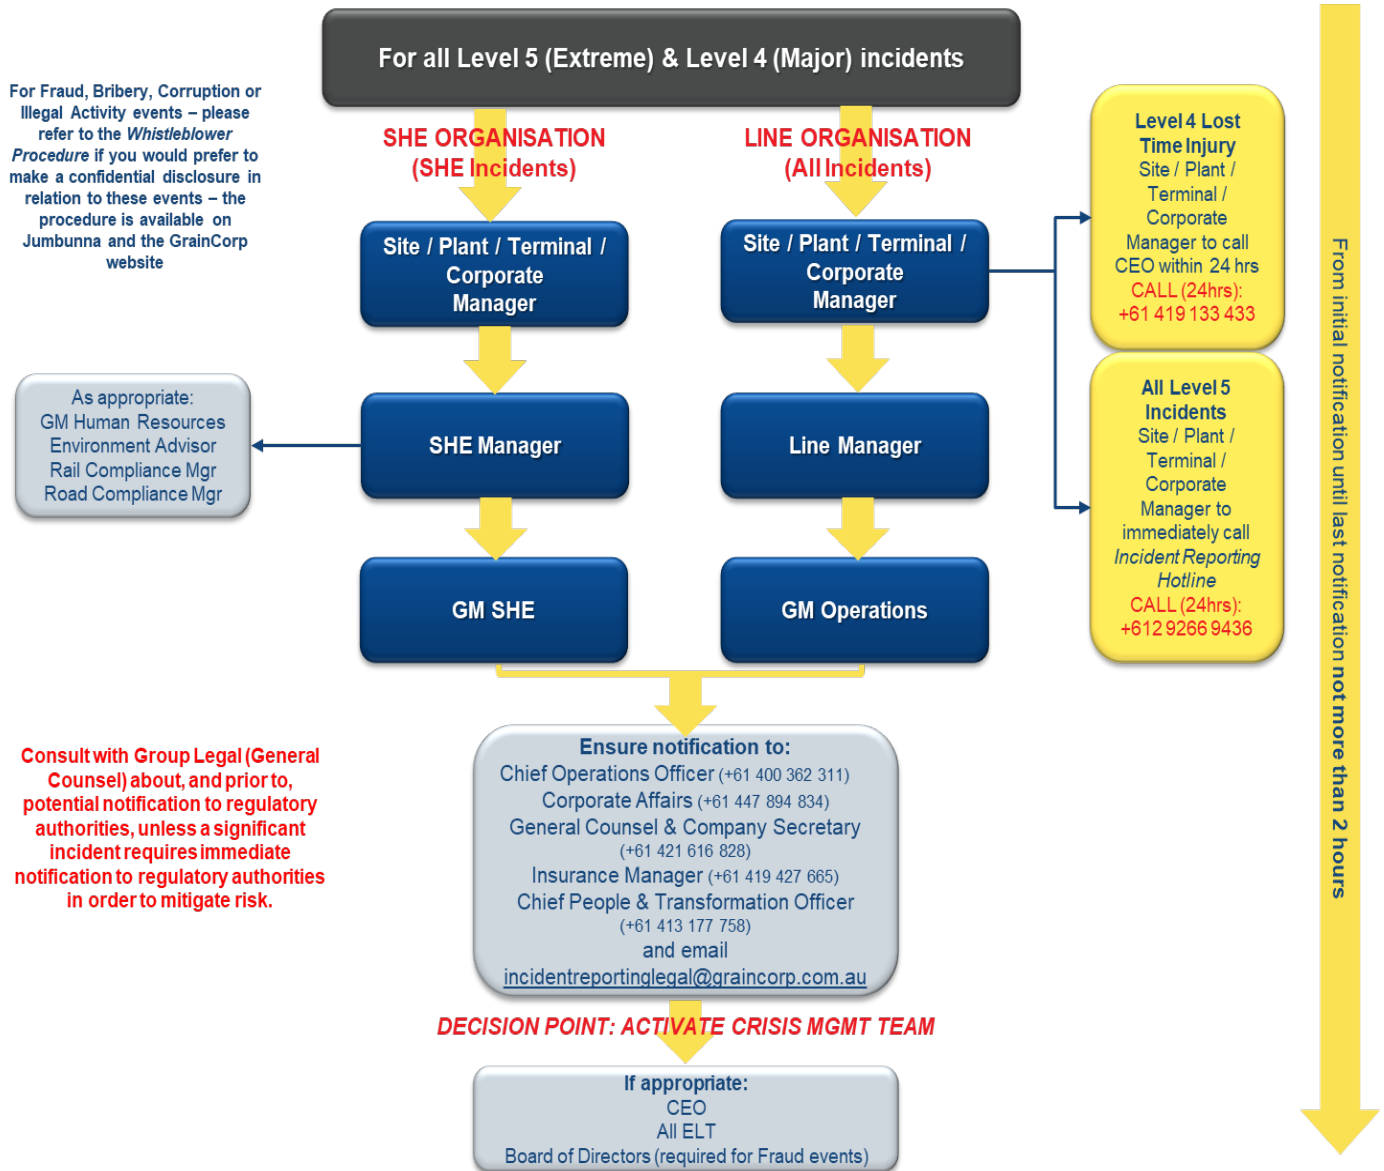 For all Level 5 (Extreme) & Level 4 (Major) incidents
For Fraud, Bribery, Corruption or
Illegal Activity events – please
refer to the Whistleblower
Procedure if you would prefer to
make a confidential disclosure in
relation to these events – the
procedure is available on
Jumbunna and the GrainCorp
website
SHE ORGANISATION
(SHE Incidents)
LINE ORGANISATION
(All Incidents)
Site / Plant / Terminal /
Corporate
Manager
Site / Plant / Terminal /
Corporate
Manager
Level 4 Lost
Time Injury
Site / Plant /
Terminal /
Corporate
Manager to call
CEO within 24 hrs
CALL (24hrs):
+61 419 133 433
As appropriate:
GM Human Resources
Environment Advisor
Rail Compliance Mgr
Road Compliance Mgr
SHE Manager
Line Manager
All Level 5
Incidents
Site / Plant /
Terminal /
Corporate
Manager to
immediately call
Incident Reporting
Hotline
CALL (24hrs):
+612 9266 9436
GM SHE
GM Operations
From initial notification until last notification not more than 2 hours
Consult with Group Legal (General
Counsel) about, and prior to,
potential notification to regulatory
authorities, unless a significant
incident requires immediate
notification to regulatory authorities
in order to mitigate risk.
Ensure notification to:
Chief Operations Officer (+61 400 362 311)
Corporate Affairs (+61 447 894 834)
General Counsel & Company Secretary
(+61 421 616 828)
Insurance Manager (+61 419 427 665)
Chief People & Transformation Officer
(+61 413 177 758)
and email
incidentreportinglegal@graincorp.com.au
DECISION POINT: ACTIVATE CRISIS MGMT TEAM
If appropriate:
CEO
All ELT
Board of Directors (required for Fraud events)